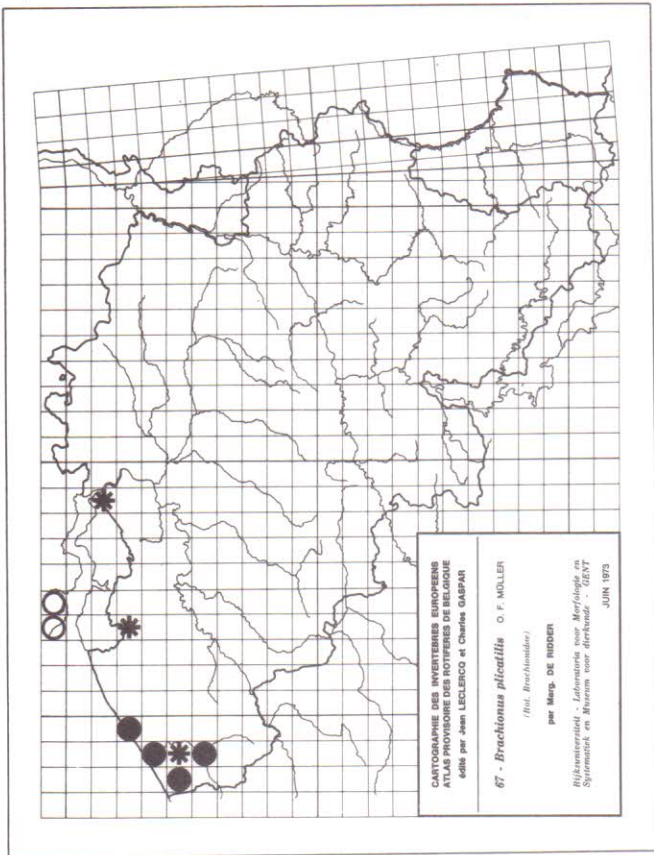 CARTOGRAPHIE DES INVERTEBRES EUROPEENS
ATLAS PROVISOIRE DES ROTIFERES DE BELGIQUE
édité par Jean LECLERCQ et Charles GASPAR
67 - Brachionus plicatilis O. F. MÜLLER
(Rot. Brachionidae)
par Marg. DE RIDDER
Rijksuniversiteit - Laboratoria voor Morfologie en
Systematiek en Museum voor dierkunde - GENT
JUIN 1973